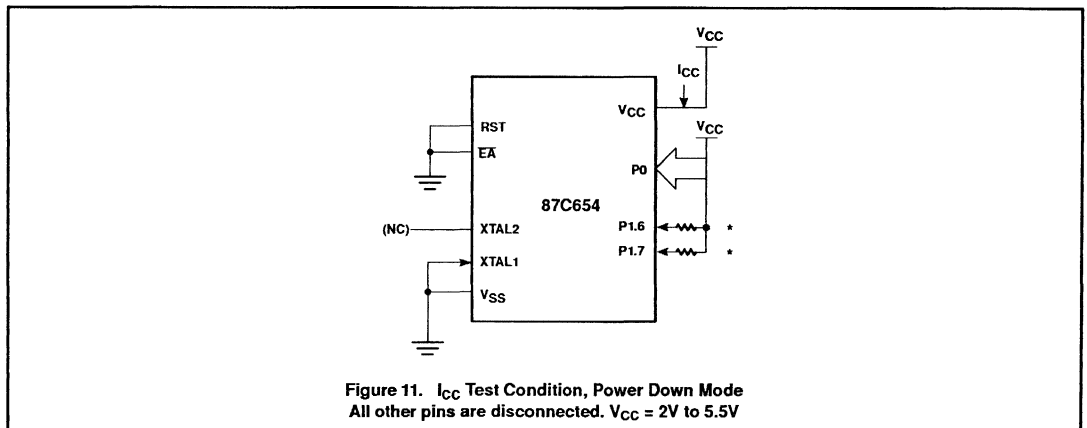 VCC
ICC
VCC
VCC
RST
EA
P0
87C654
(NC)
XTAL2
P1.6
*
P1.7
*
XTAL1
VSS
Figure 11. ICC Test Condition, Power Down Mode
All other pins are disconnected. VCC = 2V to 5.5V